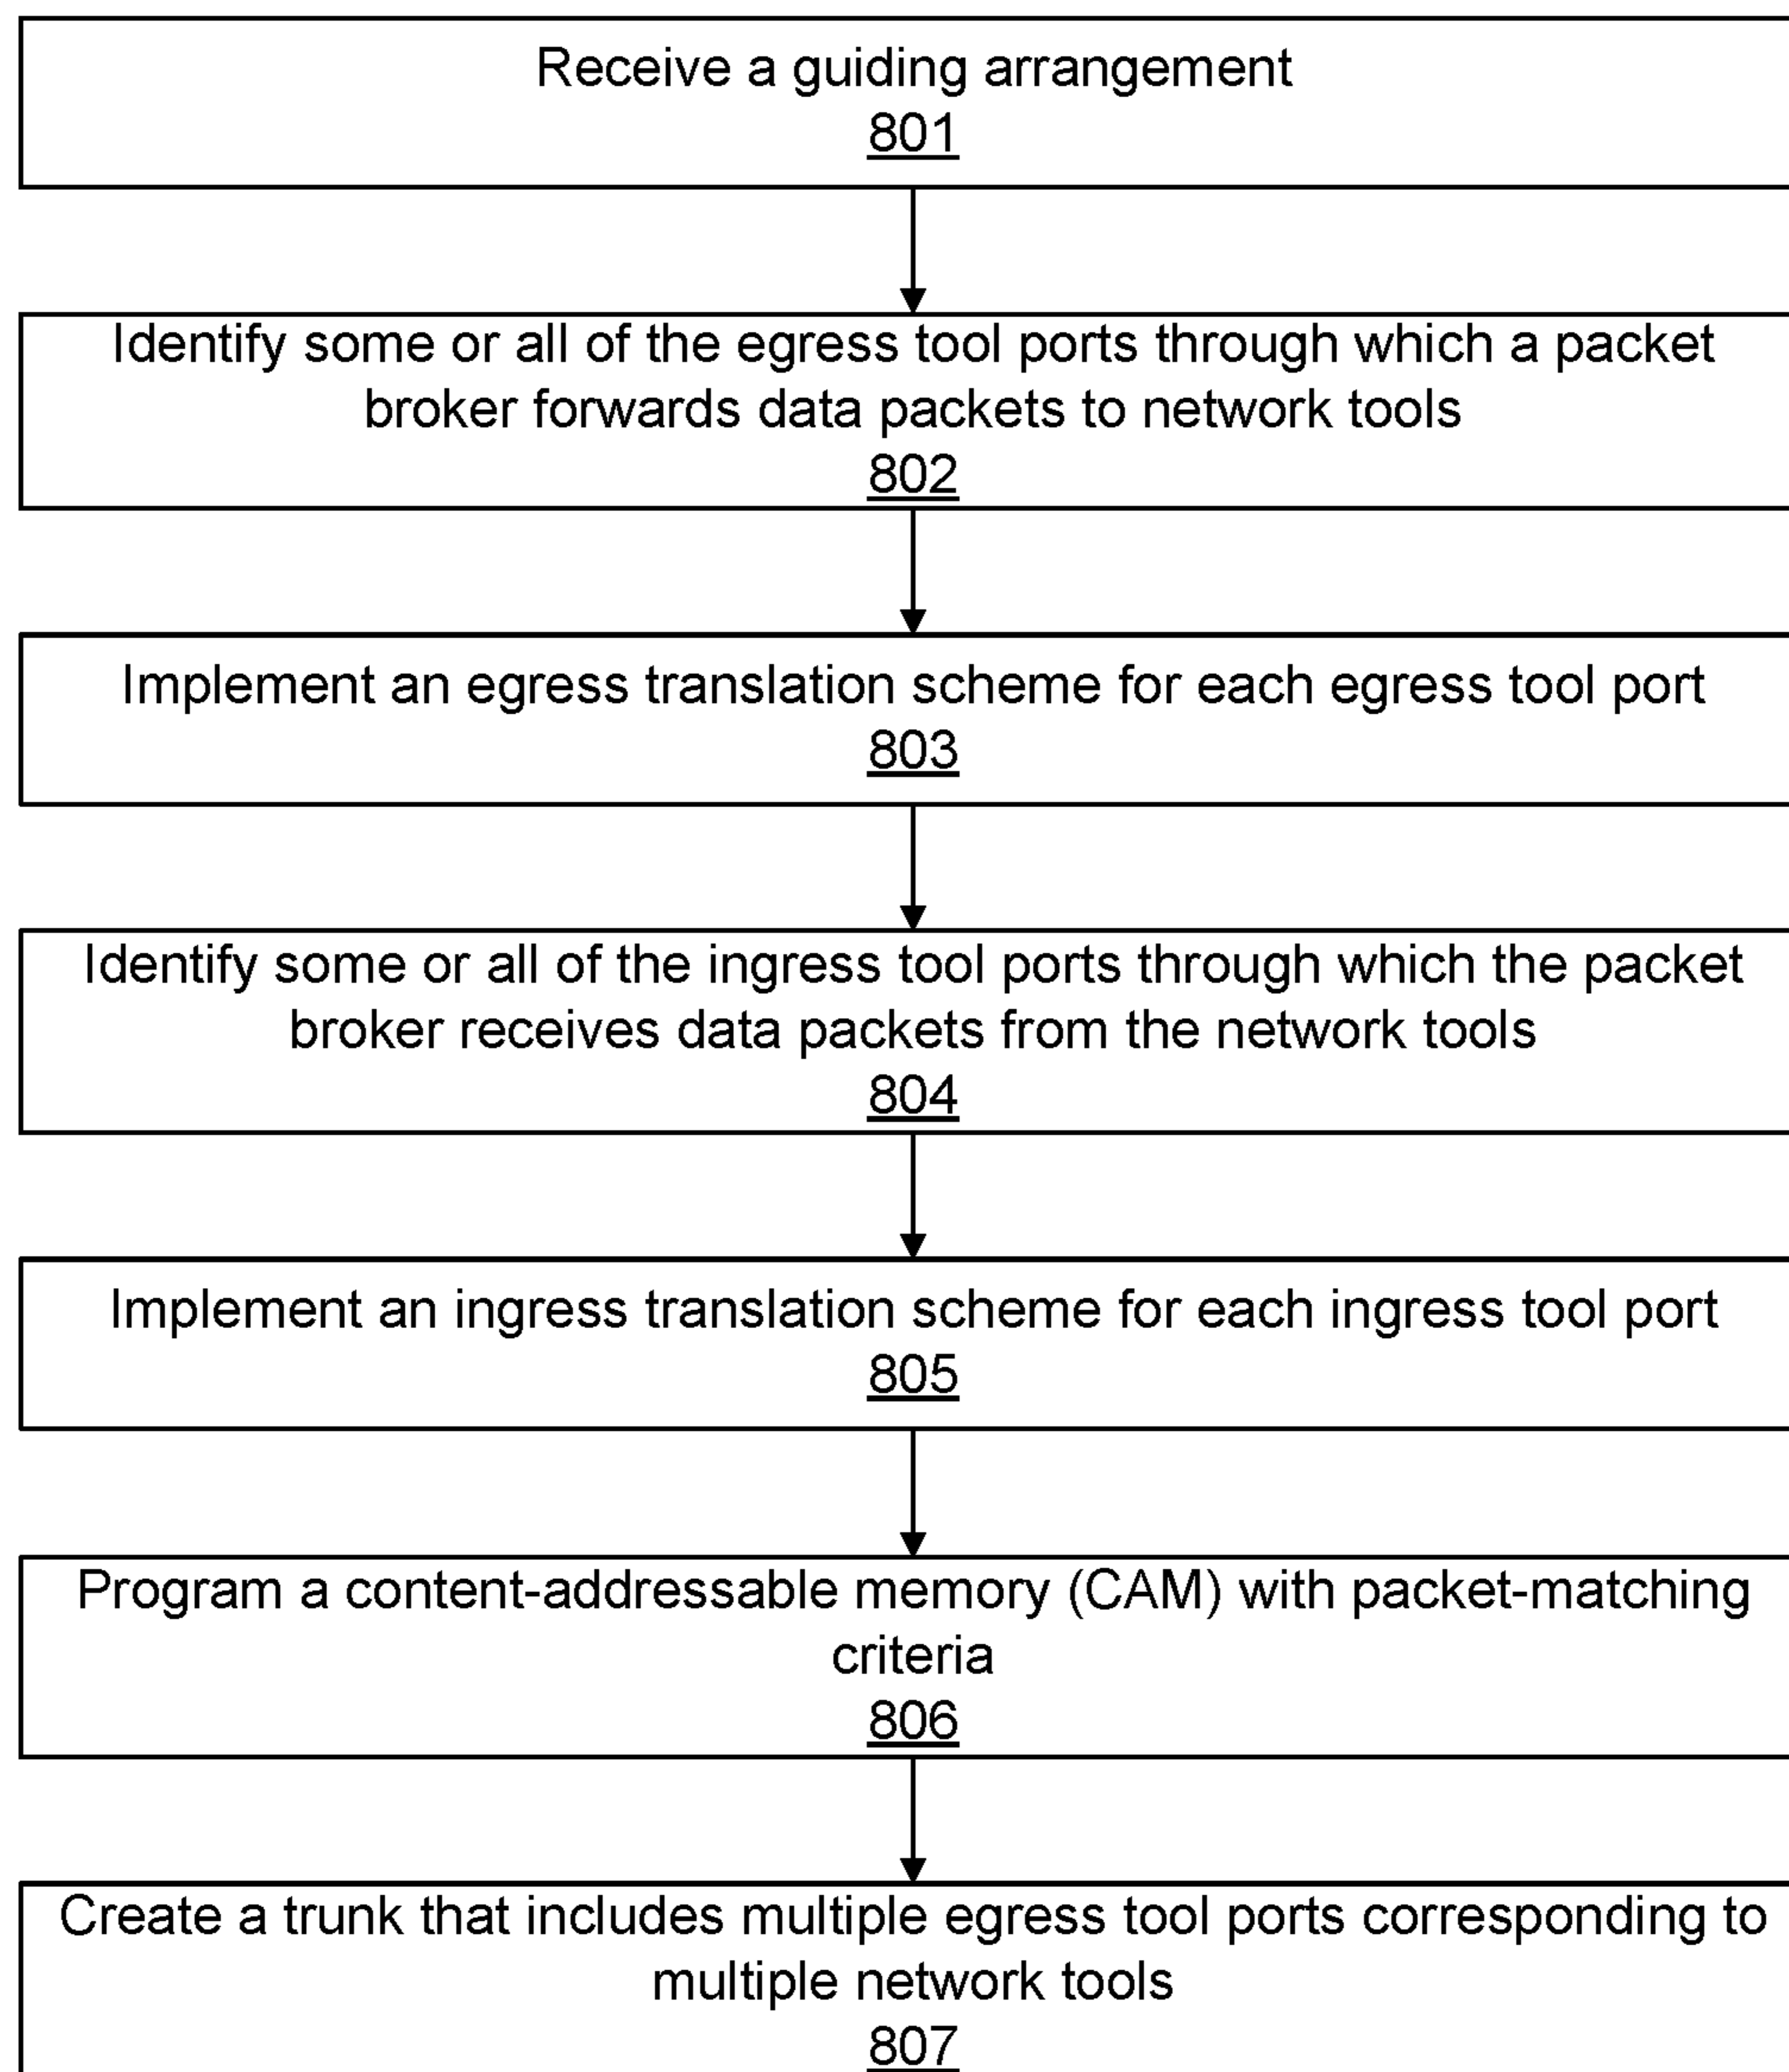 Receive a guiding arrangement
801
Identify some or all of the egress tool ports through which a packet
broker forwards data packets to network tools
802
Implement an egress translation scheme for each egress tool port
803
Identify some or all of the ingress tool ports through which the packet
broker receives data packets from the network tools
804
Implement an ingress translation scheme for each ingress tool port
805
Program a content-addressable memory (CAM) with packet-matching
criteria
806
Create a trunk that includes multiple egress tool ports corresponding to
multiple network tools
807